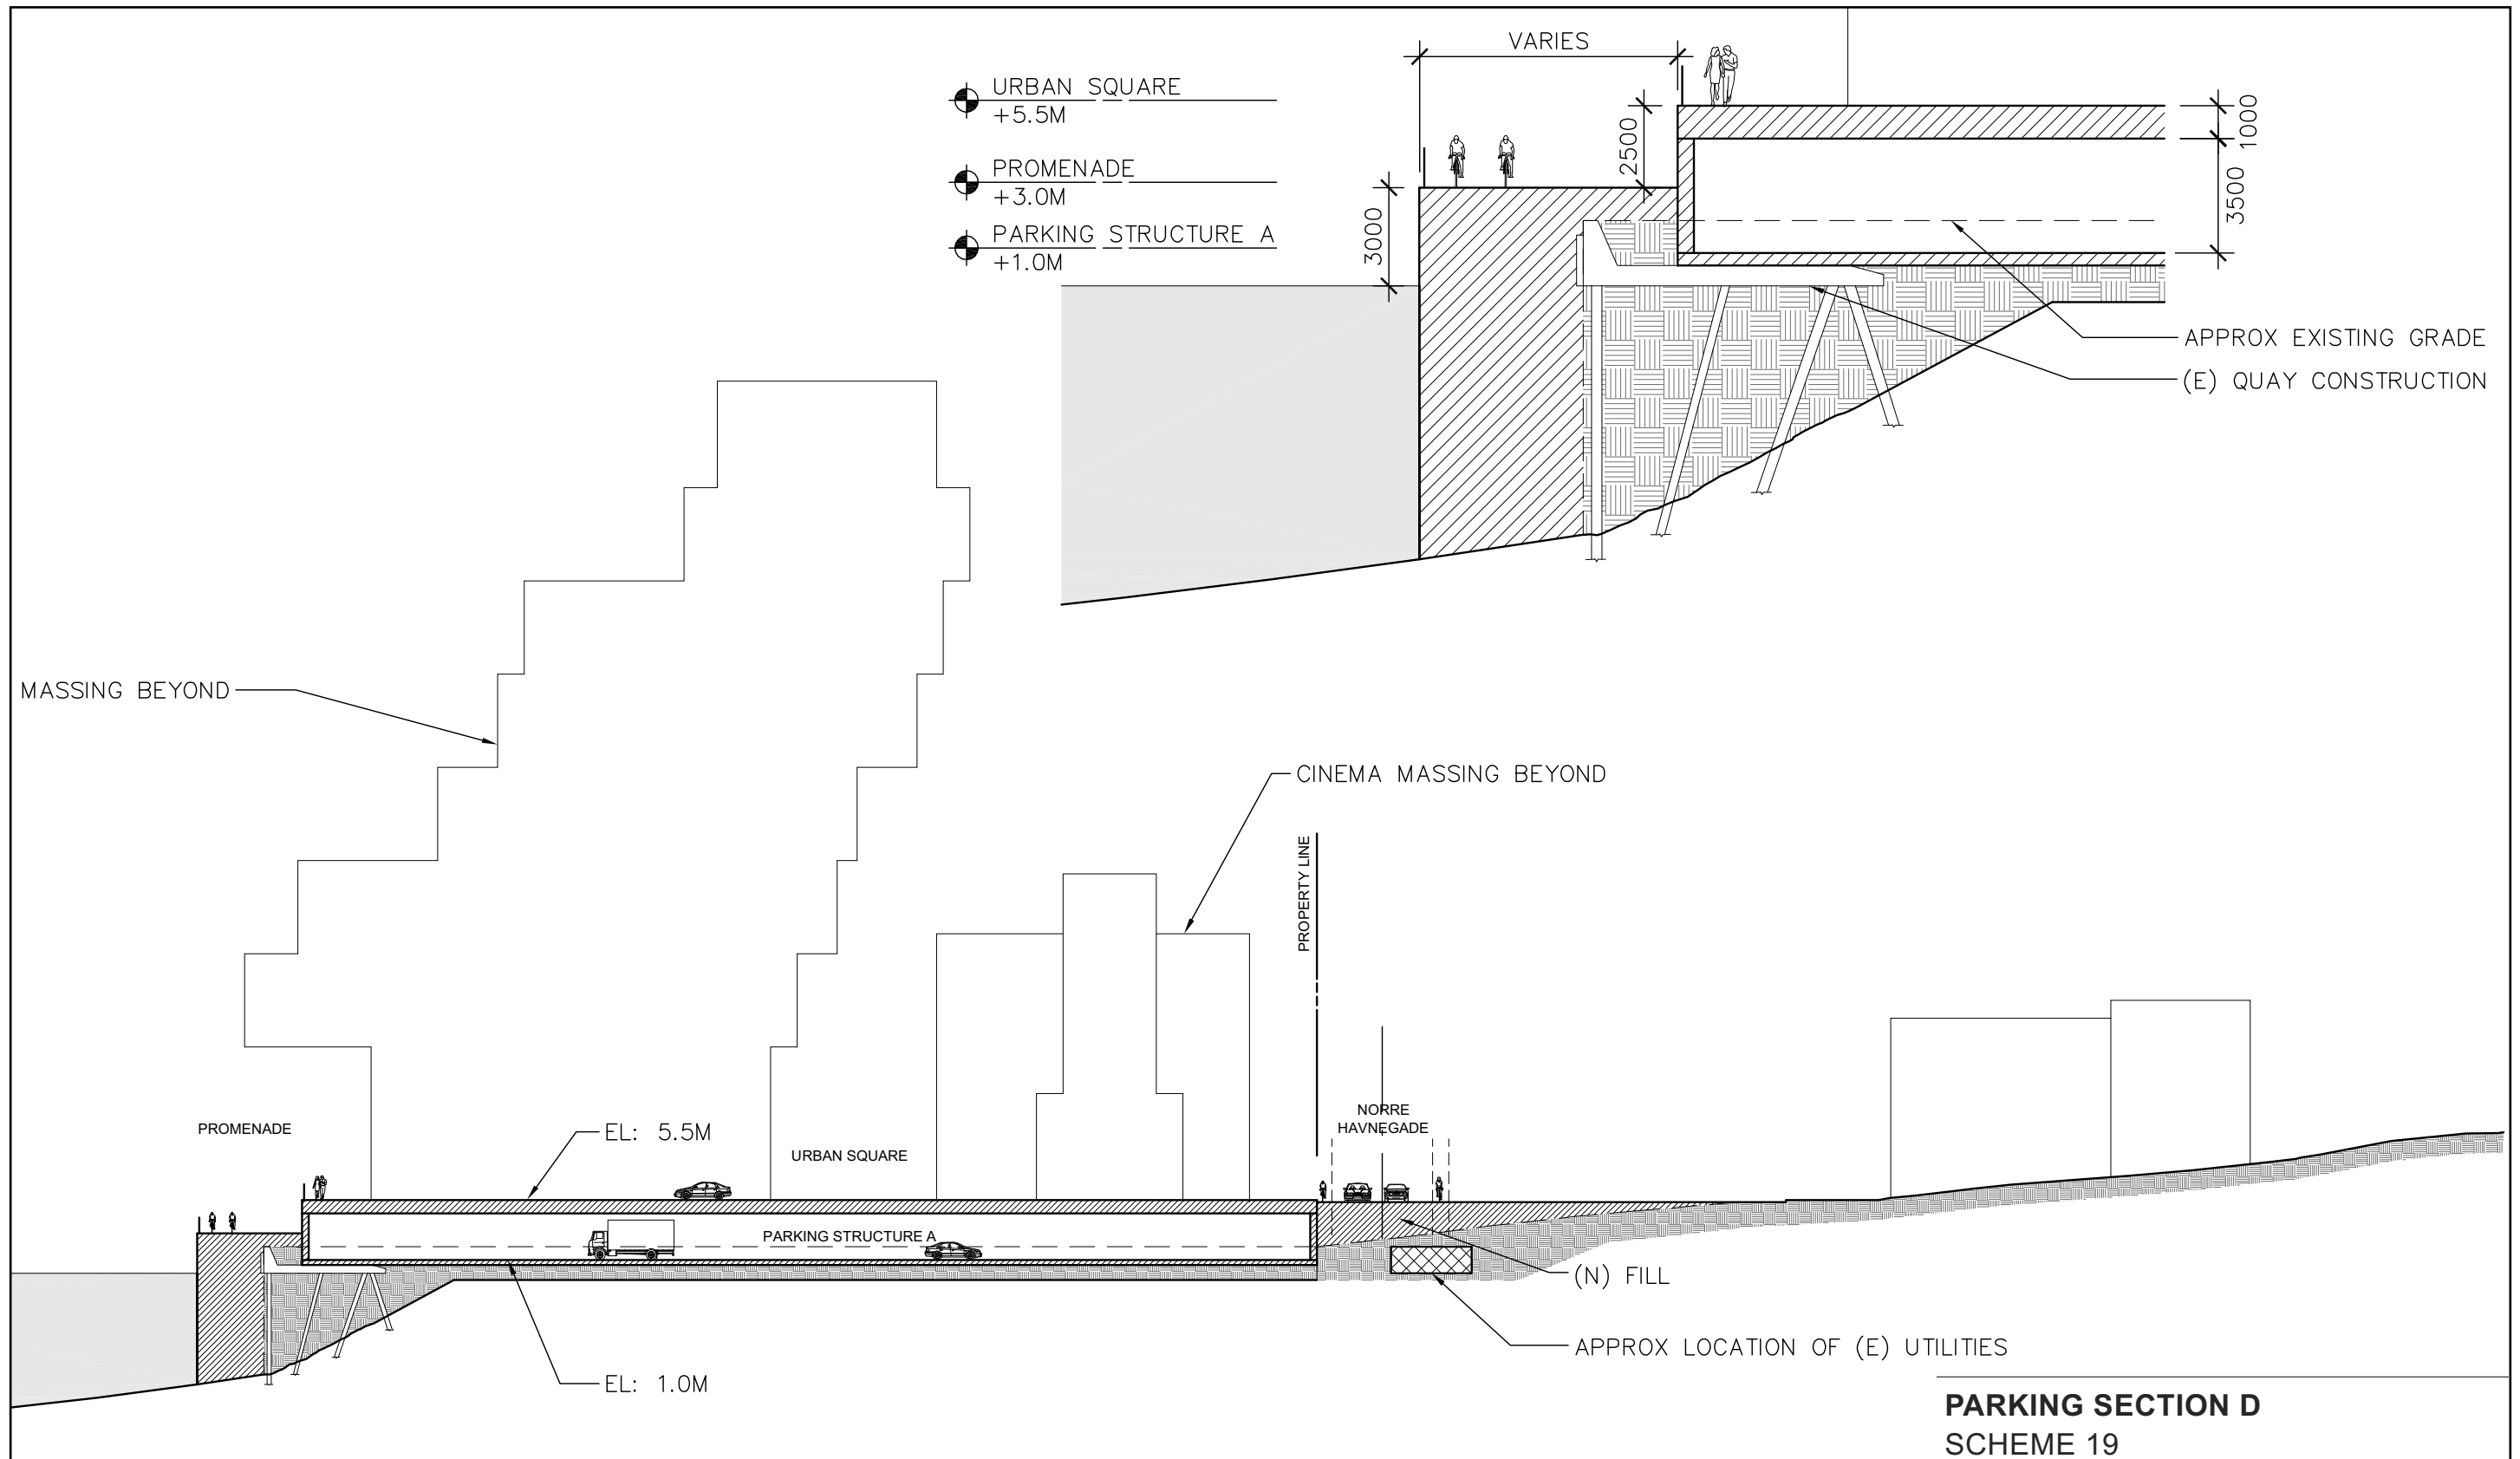 VARIES
URBAN SQUARE
+5.5M
PROMENADE
+3.0M
PARKING STRUCTURE A
+1.0M
2500
3000
1000
3500
APPROX EXISTING GRADE
(E) QUAY CONSTRUCTION
MASSING BEYOND
CINEMA MASSING BEYOND
PROPERTY LINE
NORRE
HAVNEGADE
PROMENADE
EL: 5.5M
URBAN SQUARE
PARKING STRUCTURE A
(N) FILL
APPROX LOCATION OF (E) UTILITIES
EL: 1.0M
PARKING SECTION D
SCHEME 19